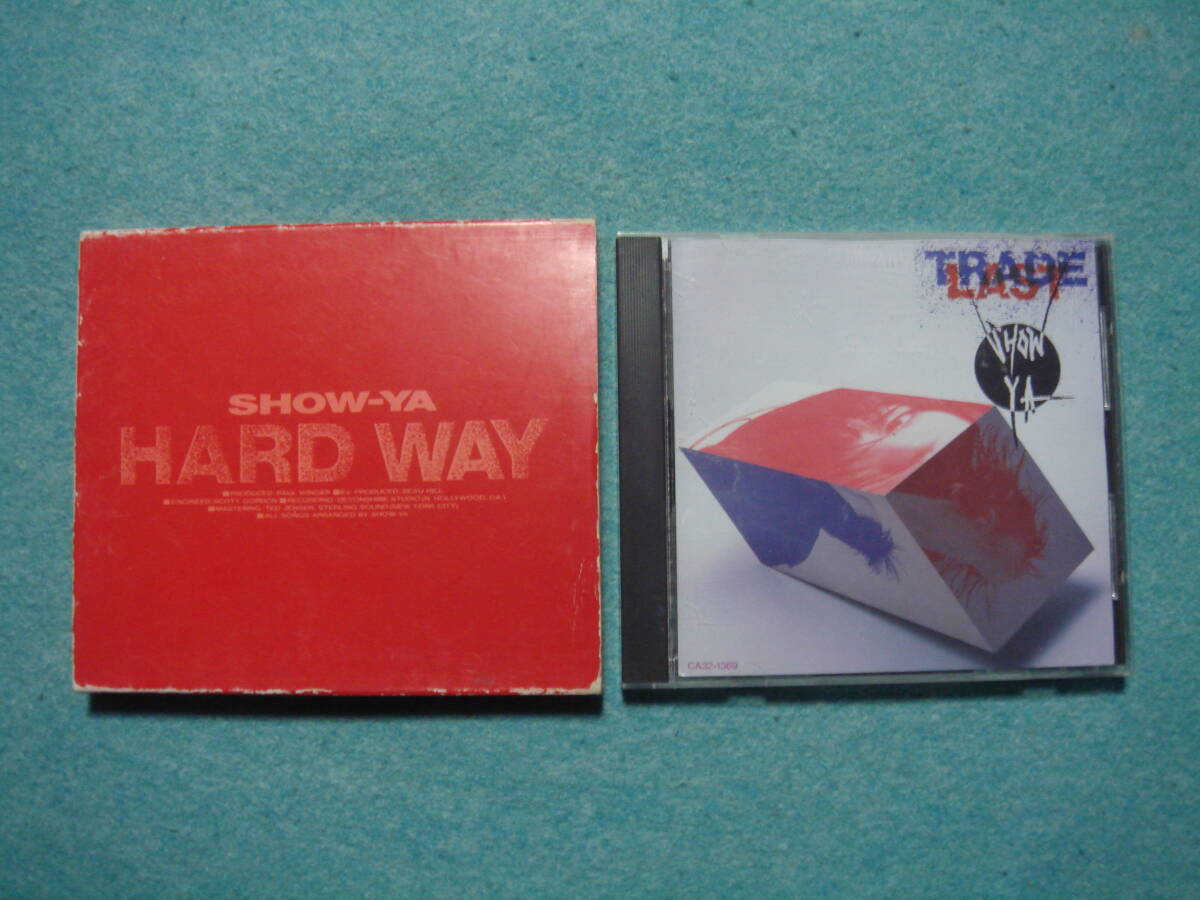 SHOW-YA
HARD WAY
■PRODUCED: PAUL WINGER ■Ex. PRODUCED: BEAU HILL
■ENGINEER: SCOTT GORDON ■RECORDING: DEVONSHIRE STUDIO(N. HOLLYWOOD, CA.)
■MASTERING: TED JENSEN, STERLING SOUND(NEW YORK CITY)
■ALL SONGS ARRANGED BY SHOW-YA
TRADE
LAST
SHOW
YA
CA32-1369